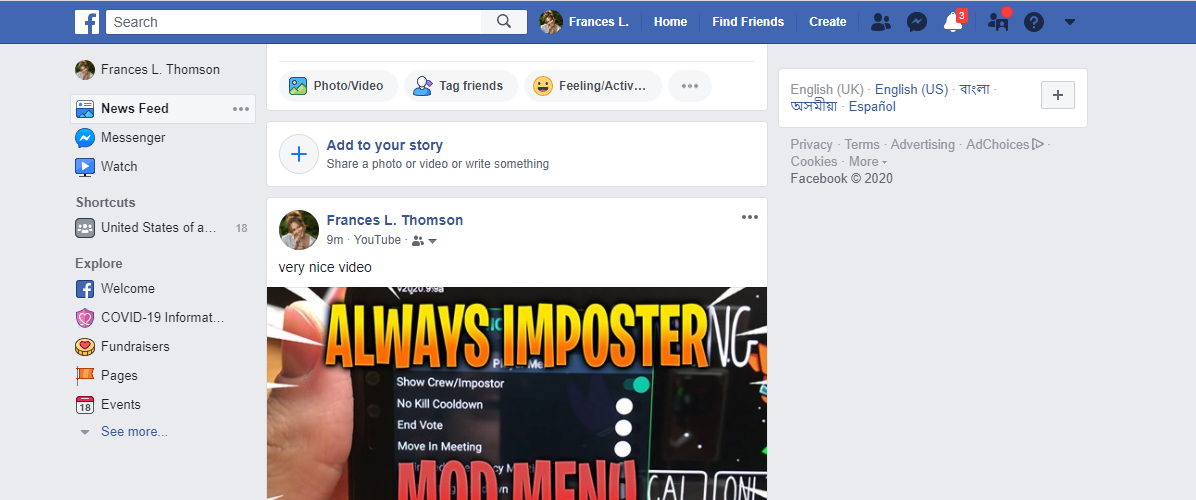 Search
Frances L.
Home
Find Friends
Create
3
Frances L. Thomson
News Feed
Messenger
Watch
Shortcuts
United States of a...
18
Explore
Welcome
COVID-19 Informat...
Fundraisers
Pages
18
Events
See more...
Photo/Video
Tag friends
Feeling/Activ...
Add to your story
Share a photo or video or write something
Frances L. Thomson
9m · YouTube ·
very nice video
v2020.9.9a
ALWAYS IMPOSTER
Show Crew/Impostor
No Kill Cooldown
End Vote
Move In Meeting
MOD MENU
English (UK) · English (US) · বাংলা ·
অসমীয়া · Español
Privacy · Terms · Advertising · AdChoices ·
Cookies · More
Facebook © 2020